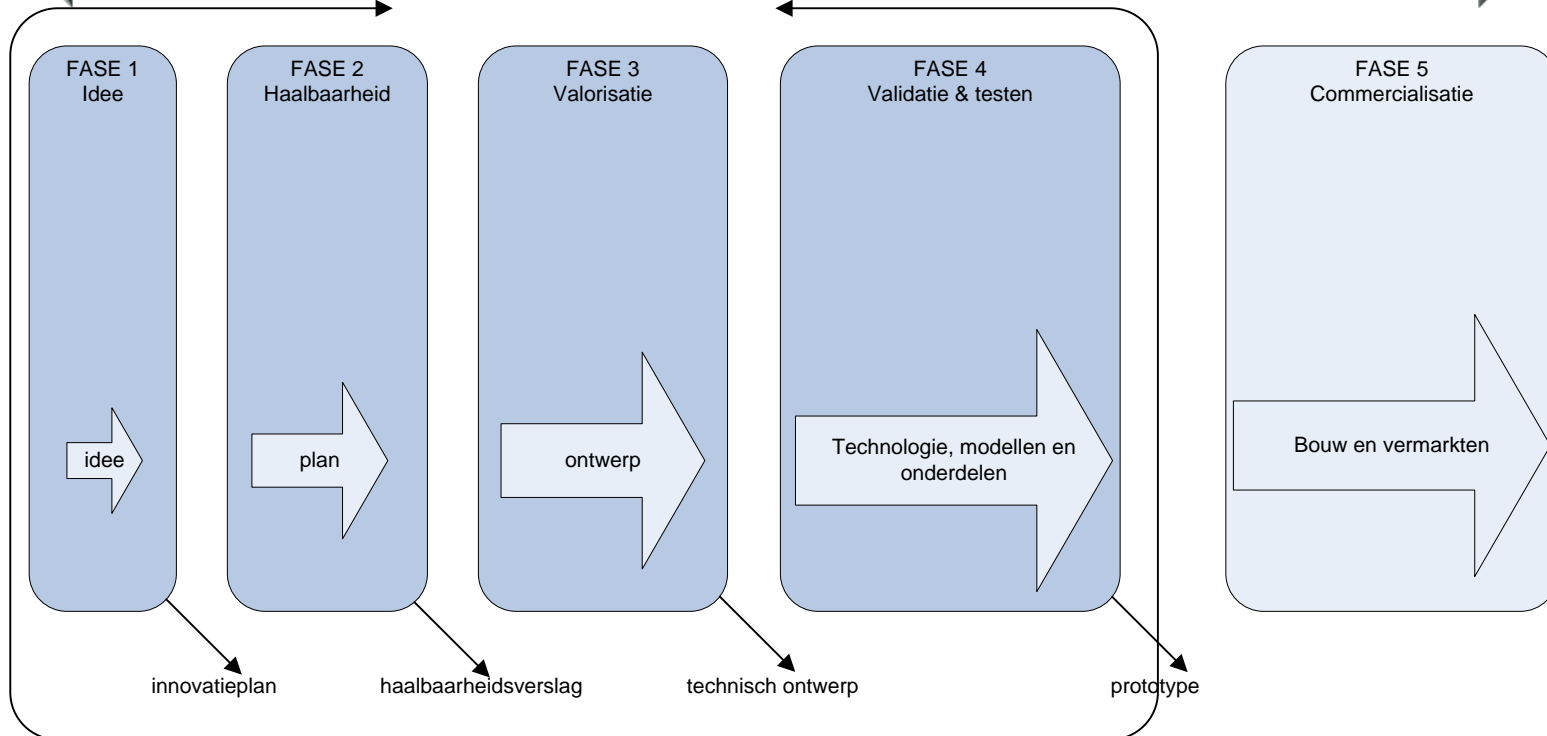 FASE 1
Idee
FASE 2
Haalbaarheid
FASE 3
Valorisatie
FASE 4
Validatie & testen
FASE 5
Commercialisatie
idee
plan
ontwerp
Technologie, modellen en
onderdelen
Bouw en vermarkten
innovatieplan
haalbaarheidsverslag
technisch ontwerp
prototype